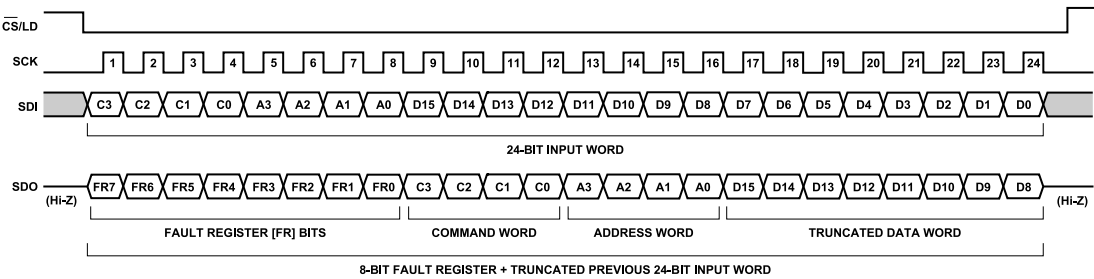 CS/LD
SCK 1 2 3 4 5 6 7 8 9 10 11 12 13 14 15 16 17 18 19 20 21 22 23 24
SDI C3 C2 C1 C0 A3 A2 A1 A0 D15 D14 D13 D12 D11 D10 D9 D8 D7 D6 D5 D4 D3 D2 D1 D0
24-BIT INPUT WORD
SDO FR7 FR6 FR5 FR4 FR3 FR2 FR1 FR0 C3 C2 C1 C0 A3 A2 A1 A0 D15 D14 D13 D12 D11 D10 D9 D8
(Hi-Z) (Hi-Z)
FAULT REGISTER [FR] BITS COMMAND WORD ADDRESS WORD TRUNCATED DATA WORD
8-BIT FAULT REGISTER + TRUNCATED PREVIOUS 24-BIT INPUT WORD